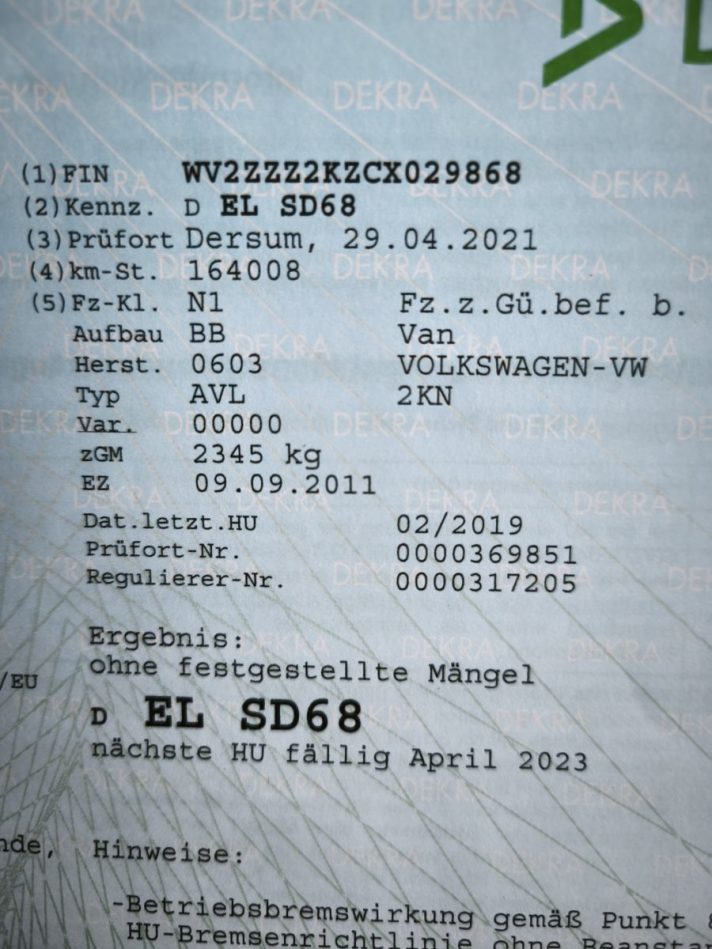 (1)FIN WV2ZZZ2KZCX029868
(2)Kennz. D EL SD68
(3)Prüfort Dersum, 29.04.2021
(4)km-St. 164008
(5)Fz-Kl. N1 Fz.z.Gü.bef. b.
Aufbau BB Van
Herst. 0603 VOLKSWAGEN-VW
Typ AVL 2KN
Var. 00000
zGM 2345 kg
EZ 09.09.2011
Dat.letzt.HU 02/2019
Prüfort-Nr. 0000369851
Regulierer-Nr. 0000317205
Ergebnis:
ohne festgestellte Mängel
/EU
D EL SD68
nächste HU fällig April 2023
nde, Hinweise:
-Betriebsbremswirkung gemäß Punkt
HU-Bremsenrichtlinie ohne